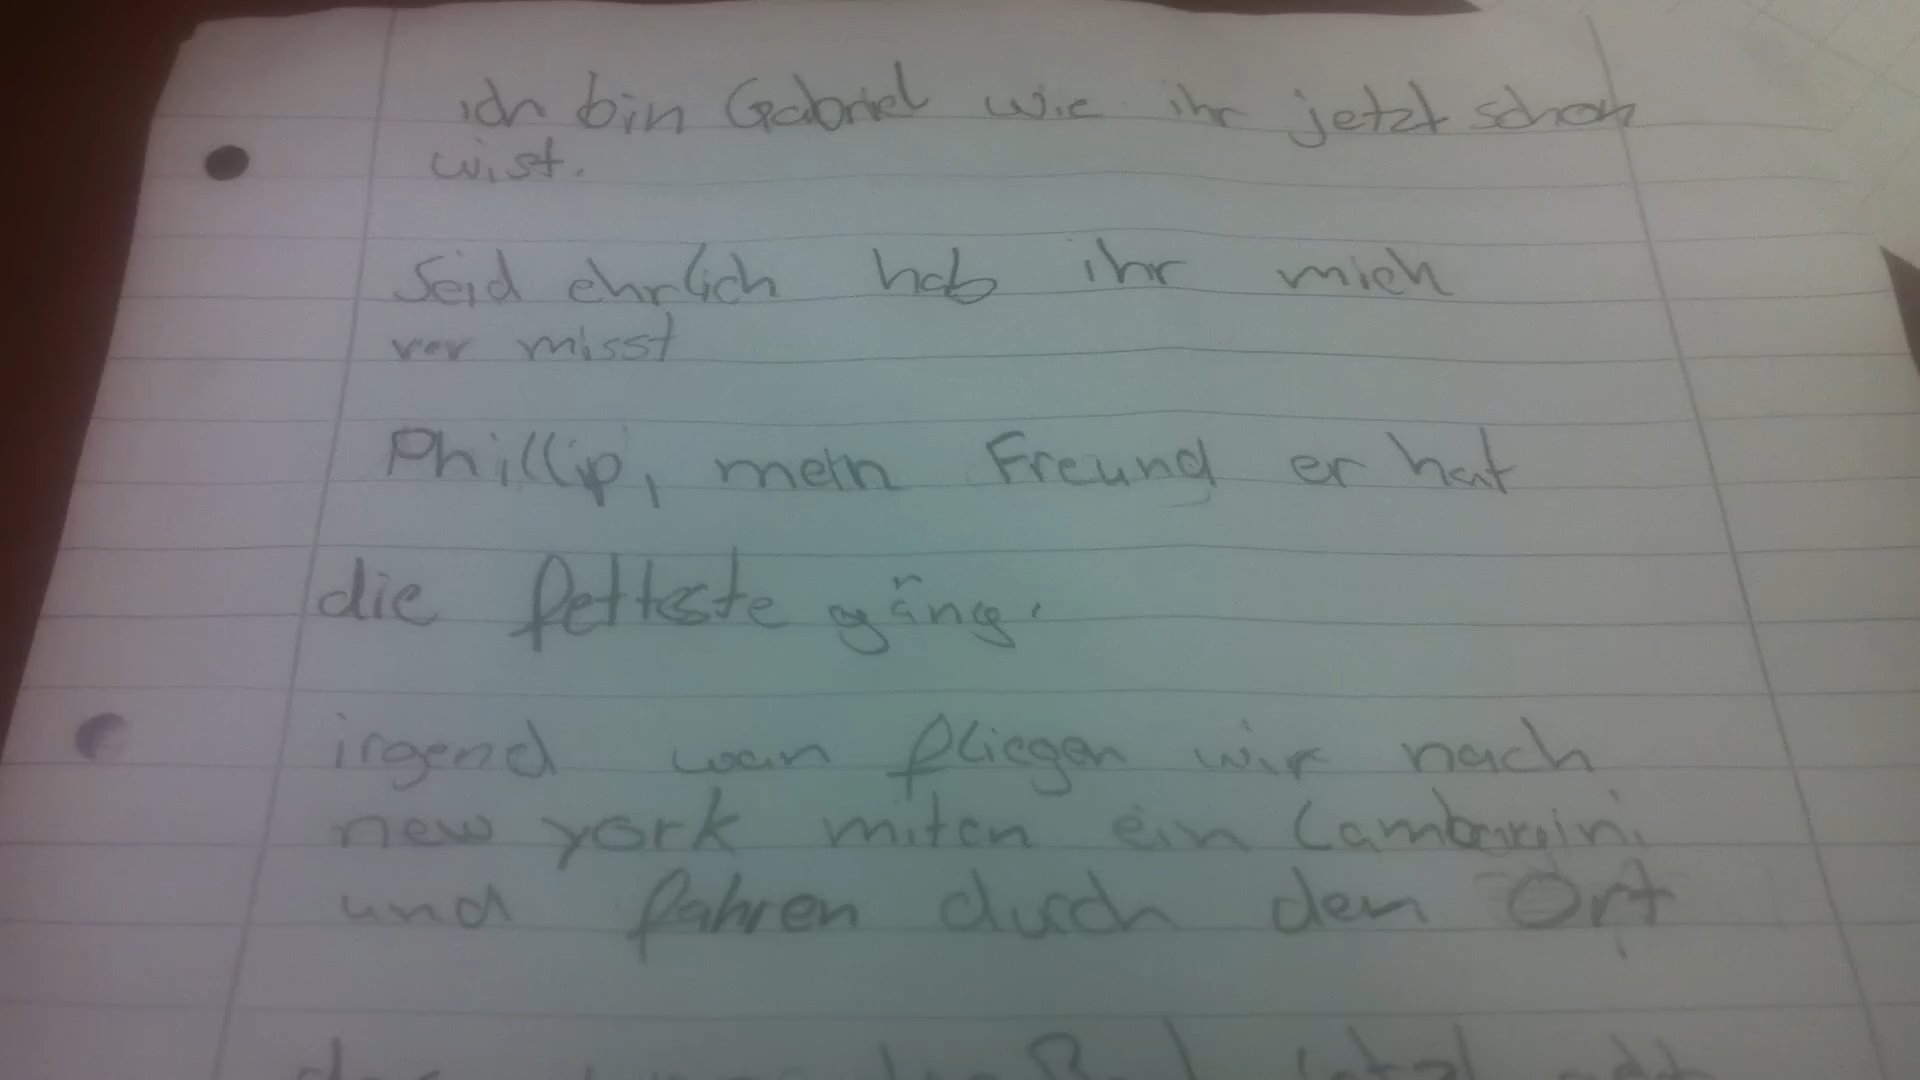 ich bin Gabriel wie ihr jetzt schon
wist.
Seid ehrlich hab ihr mich
ver misst
Phillip, mein Freund er hat
die fetteste gäng.
irgend wan fliegen wir nach
new york miten ein Lamborgini
und fahren durch den Ort